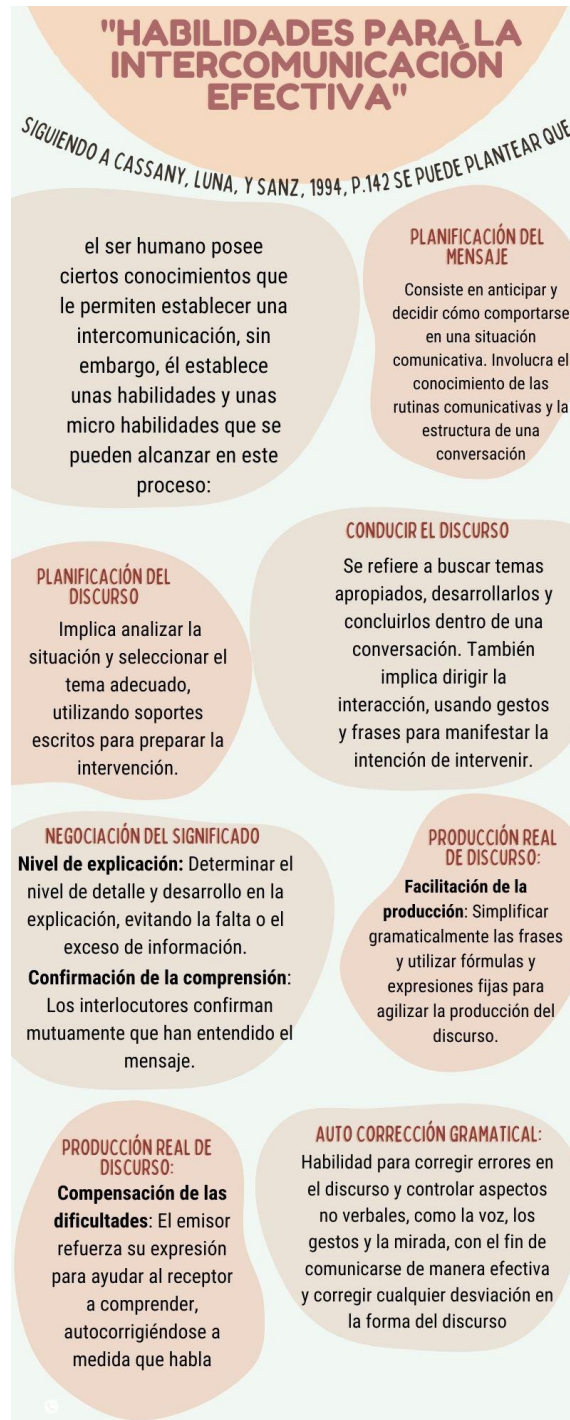 "HABILIDADES PARA LA
INTERCOMUNICACIÓN
EFECTIVA"
SIGUIENDO A CASSANY, LUNA, Y SANZ, 1994, P.142 SE PUEDE PLANTEAR QUE
el ser humano posee
ciertos conocimientos que
le permiten establecer una
intercomunicación, sin
embargo, él establece
unas habilidades y unas
micro habilidades que se
pueden alcanzar en este
proceso:
PLANIFICACIÓN DEL
MENSAJE
Consiste en anticipar y
decidir cómo comportarse
en una situación
comunicativa. Involucra el
conocimiento de las
rutinas comunicativas y la
estructura de una
conversación
PLANIFICACIÓN DEL
DISCURSO
Implica analizar la
situación y seleccionar el
tema adecuado,
utilizando soportes
escritos para preparar la
intervención.
CONDUCIR EL DISCURSO
Se refiere a buscar temas
apropiados, desarrollarlos y
concluirlos dentro de una
conversación. También
implica dirigir la
interacción, usando gestos
y frases para manifestar la
intención de intervenir.
NEGOCIACIÓN DEL SIGNIFICADO
Nivel de explicación: Determinar el
nivel de detalle y desarrollo en la
explicación, evitando la falta o el
exceso de información.
Confirmación de la comprensión:
Los interlocutores confirman
mutuamente que han entendido el
mensaje.
PRODUCCIÓN REAL
DE DISCURSO:
Facilitación de la
producción: Simplificar
gramaticalmente las frases
y utilizar fórmulas y
expresiones fijas para
agilizar la producción del
discurso.
PRODUCCIÓN REAL DE
DISCURSO:
Compensación de las
dificultades: El emisor
refuerza su expresión
para ayudar al receptor
a comprender,
autocorrigiéndose a
medida que habla
AUTO CORRECCIÓN GRAMATICAL:
Habilidad para corregir errores en
el discurso y controlar aspectos
no verbales, como la voz, los
gestos y la mirada, con el fin de
comunicarse de manera efectiva
y corregir cualquier desviación en
la forma del discurso